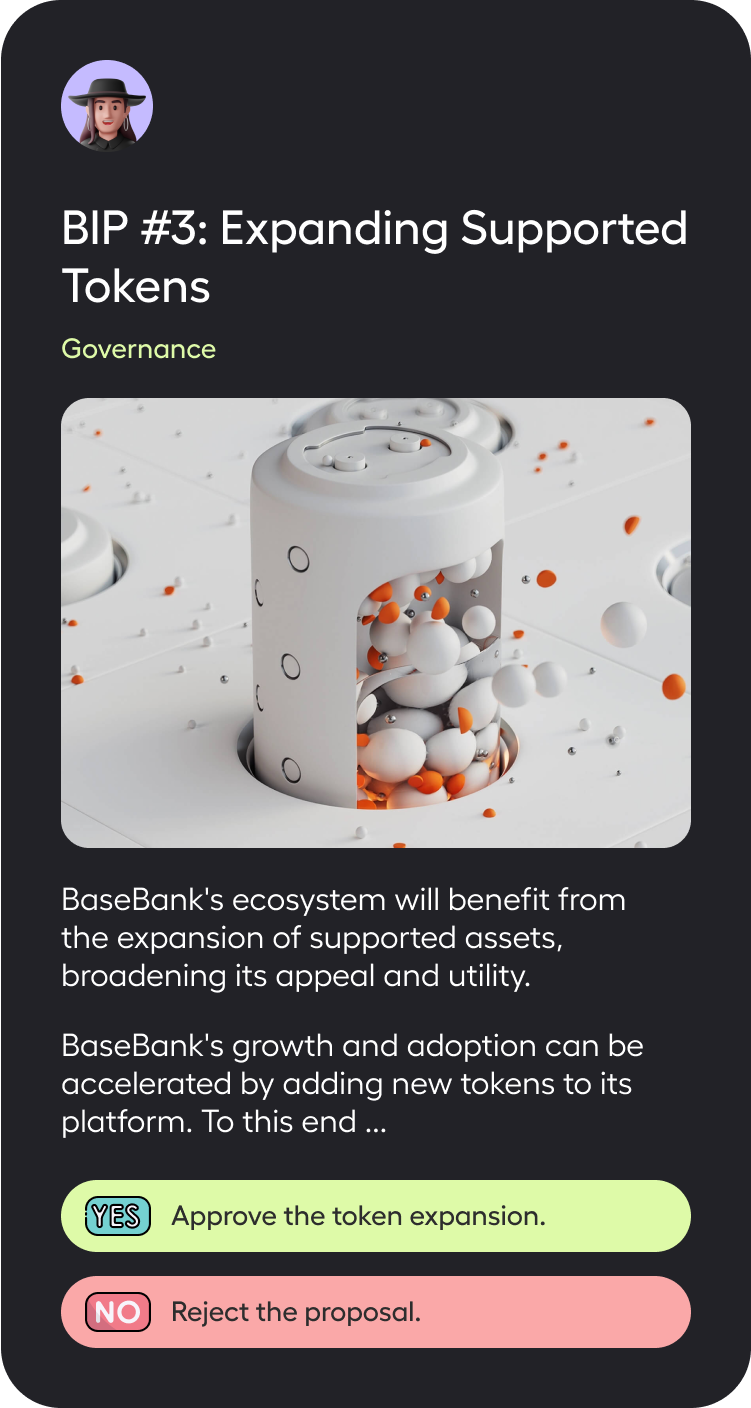 BIP #3: Expanding Supported
Tokens
Governance
BaseBank's ecosystem will benefit from
the expansion of supported assets,
broadening its appeal and utility.
BaseBank's growth and adoption can be
accelerated by adding new tokens to its
platform. To this end ...
YES Approve the token expansion.
NO Reject the proposal.